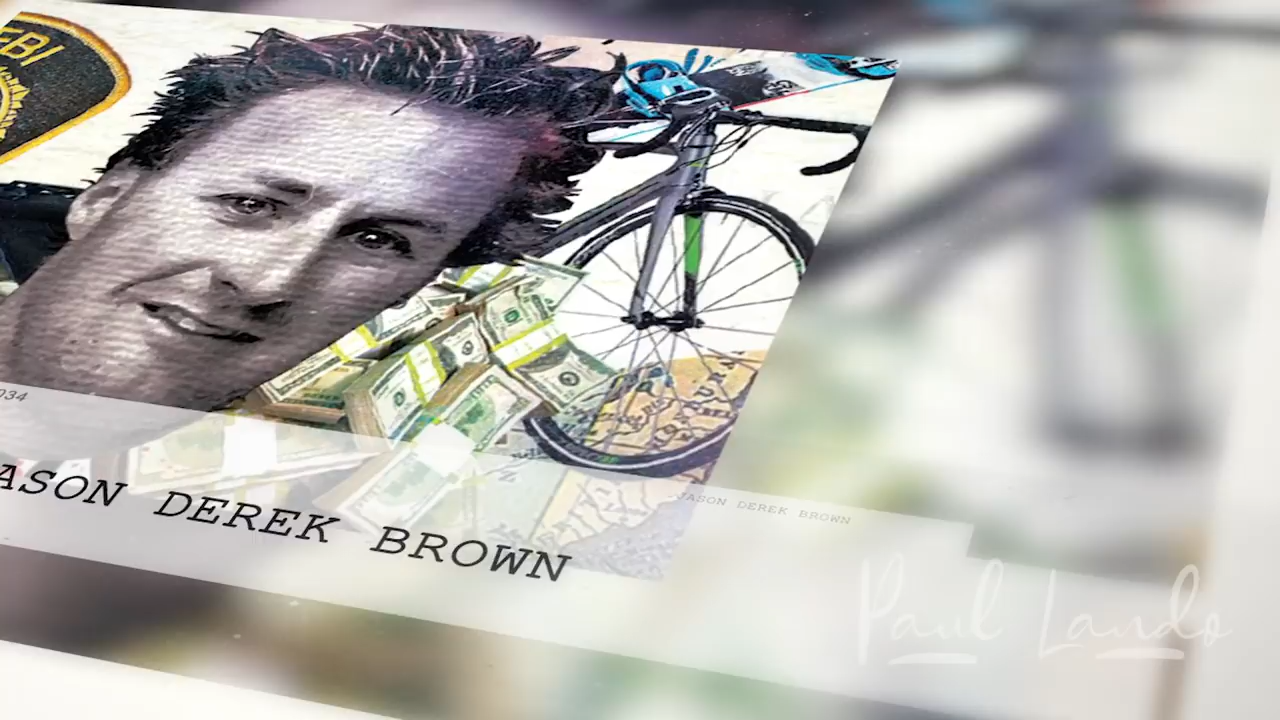 FBI
034
ASON DEREK BROWN
JASON DEREK BROWN
Paul Lando